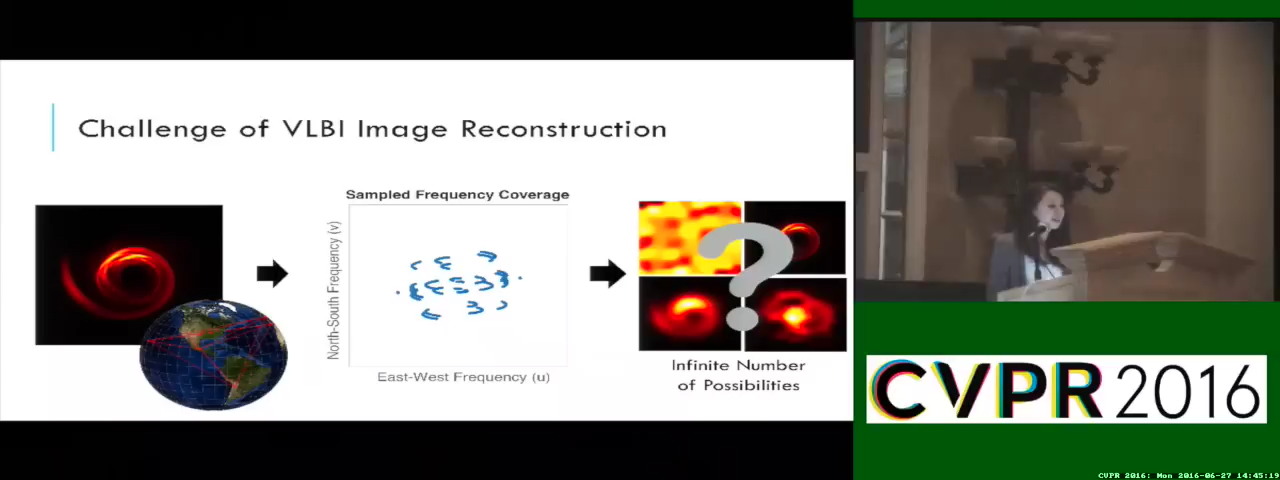 Challenge of VLBI Image Reconstruction
Sampled Frequency Coverage
North-South Frequency (v)
East-West Frequency (u)
?
Infinite Number
of Possibilities
CVPR 2016
CVPR 2016: Mon 2016-06-27 14:45:19